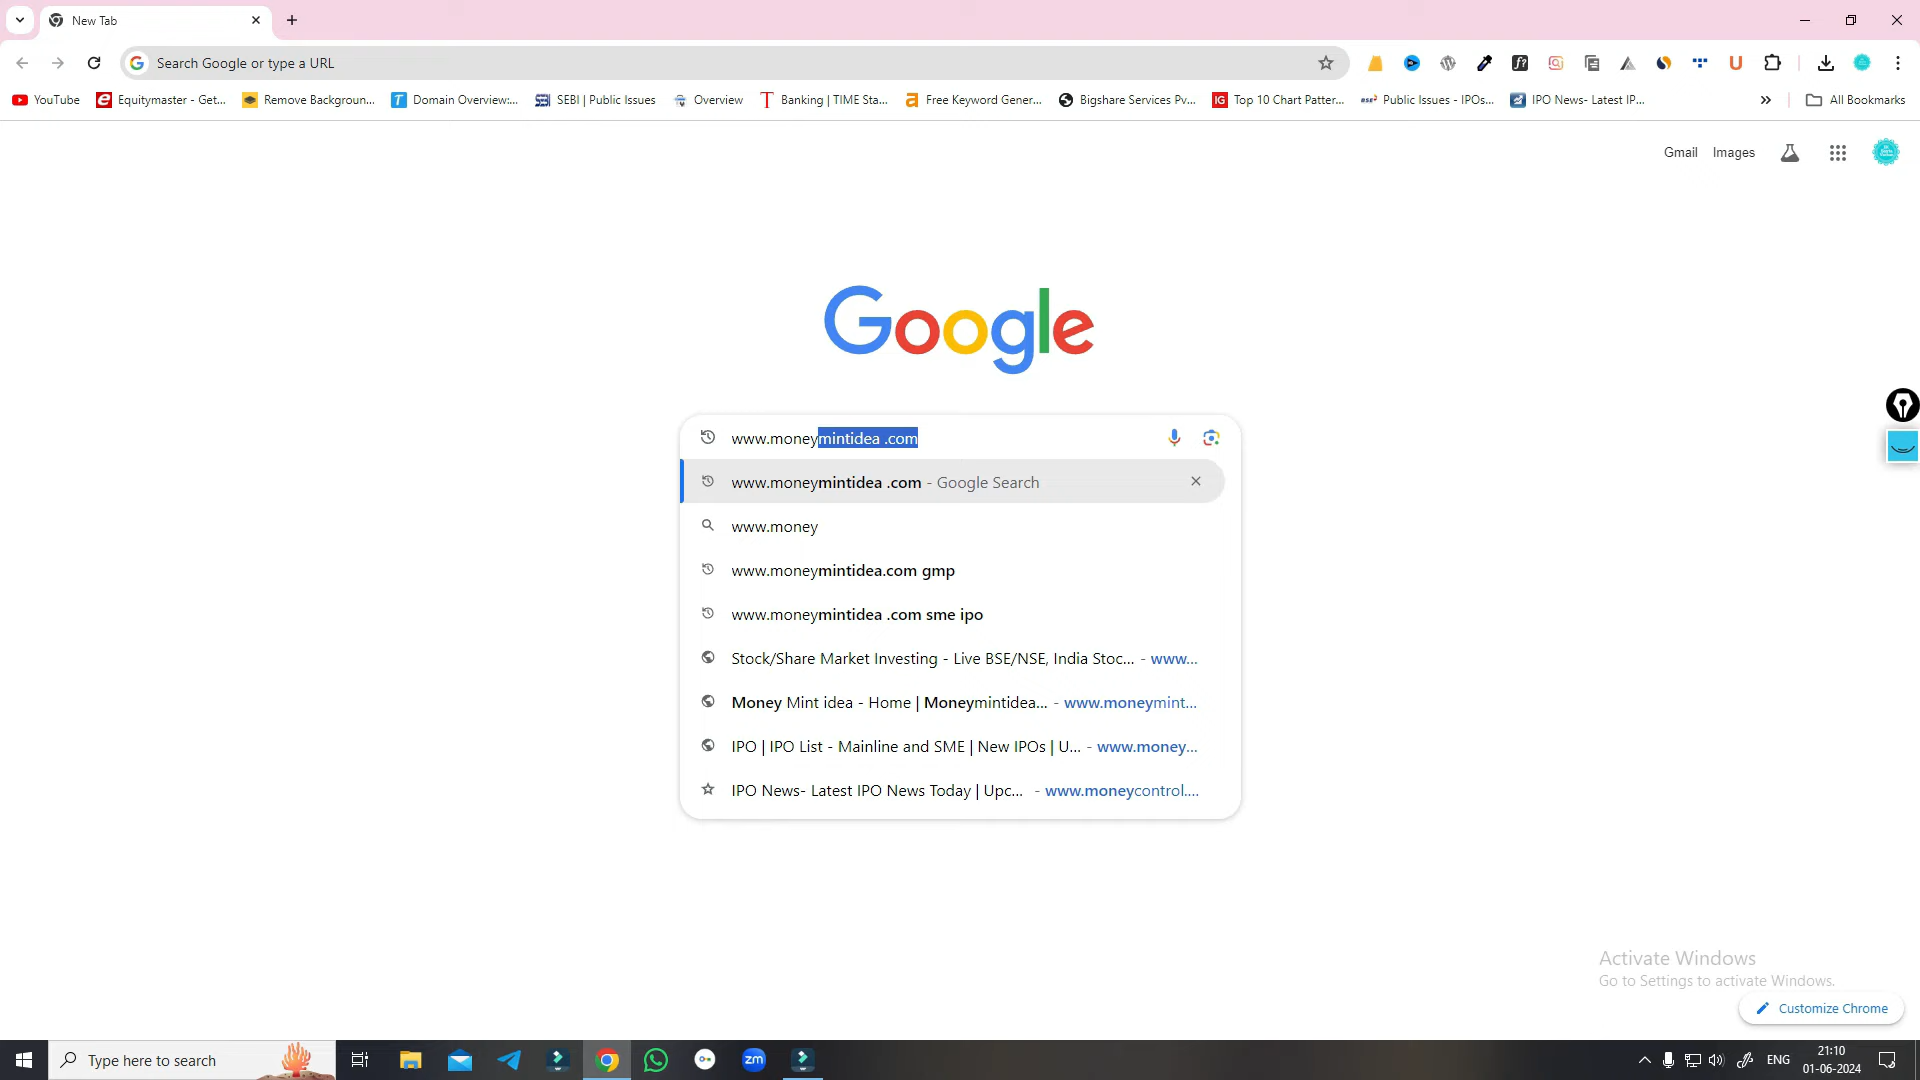 New Tab
Search Google or type a URL
YouTube
Equitymaster - Get...
Remove Backgroun...
Domain Overview:...
SEBI | Public Issues
Overview
Banking | TIME Sta...
Free Keyword Gener...
Bigshare Services Pv...
Top 10 Chart Patter...
Public Issues - IPOs...
IPO News- Latest IP...
All Bookmarks
Gmail
Images
Google
www.moneymintidea .com
www.moneymintidea .com - Google Search
www.money
www.moneymintidea.com gmp
www.moneymintidea .com sme ipo
Stock/Share Market Investing - Live BSE/NSE, India Stoc... - www...
Money Mint idea - Home | Moneymintidea... - www.moneymint...
IPO | IPO List - Mainline and SME | New IPOs | U... - www.money...
IPO News- Latest IPO News Today | Upc... - www.moneycontrol....
Activate Windows
Go to Settings to activate Windows.
Customize Chrome
Type here to search
zm
ENG
21:10
01-06-2024